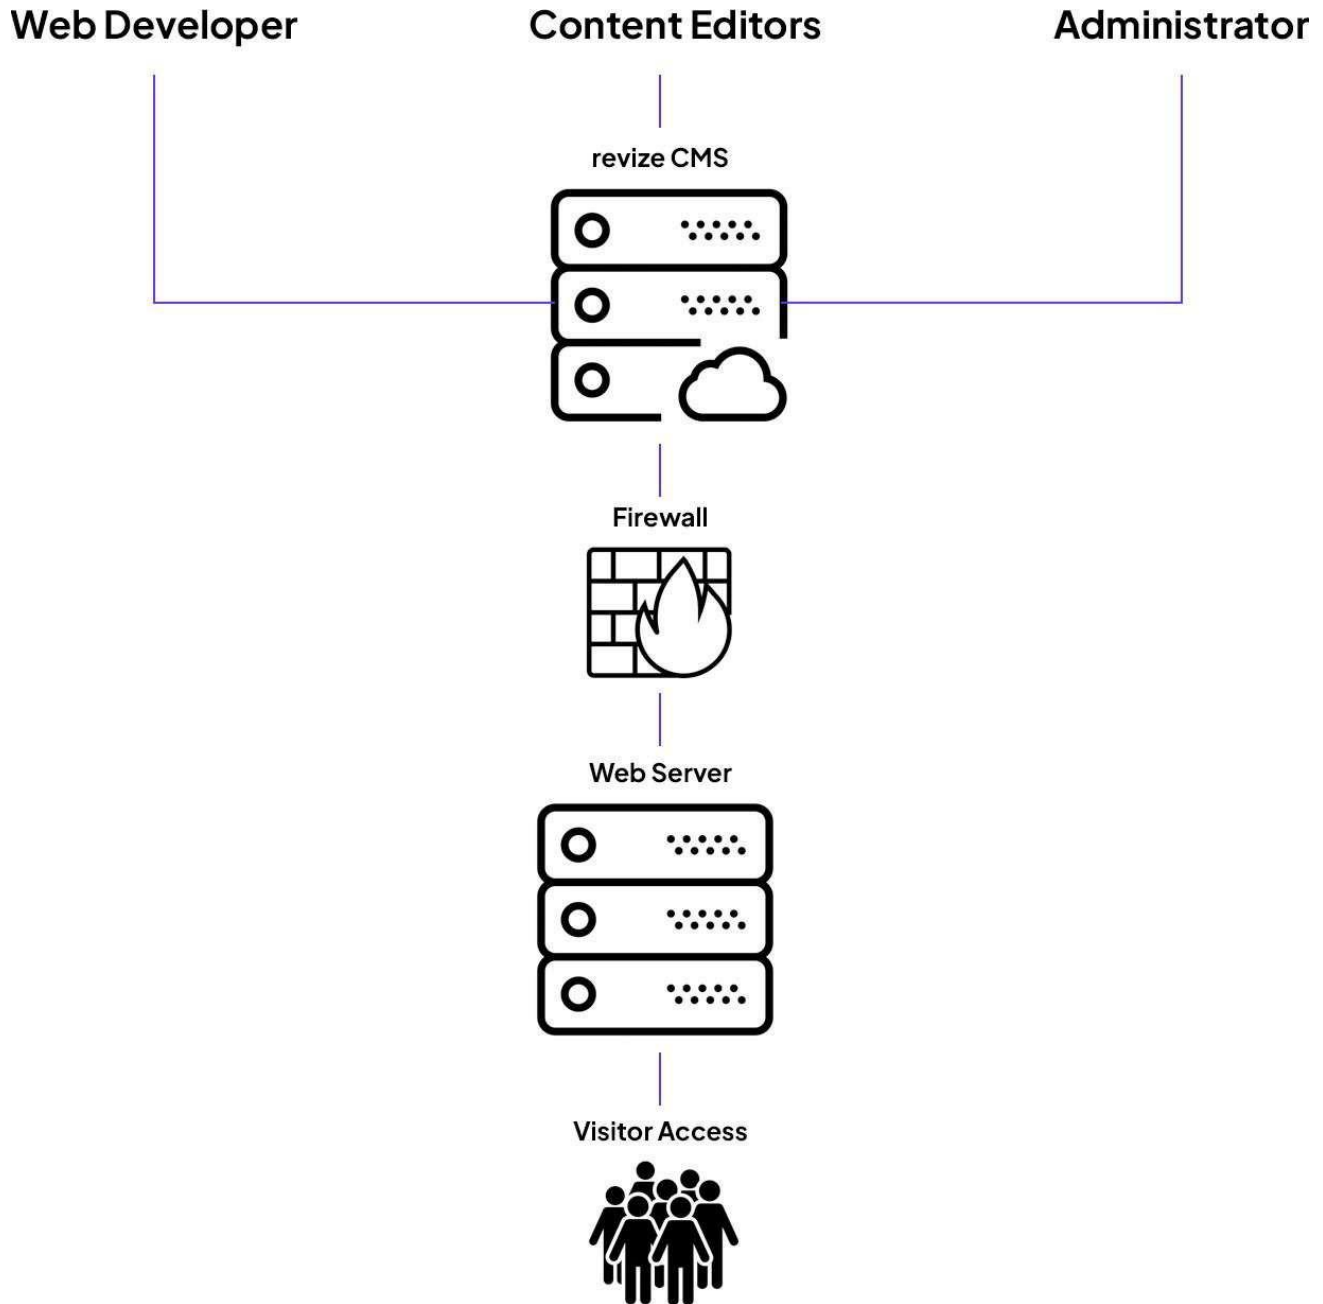 Web Developer
Content Editors
Administrator
revize CMS
Firewall
Web Server
Visitor Access